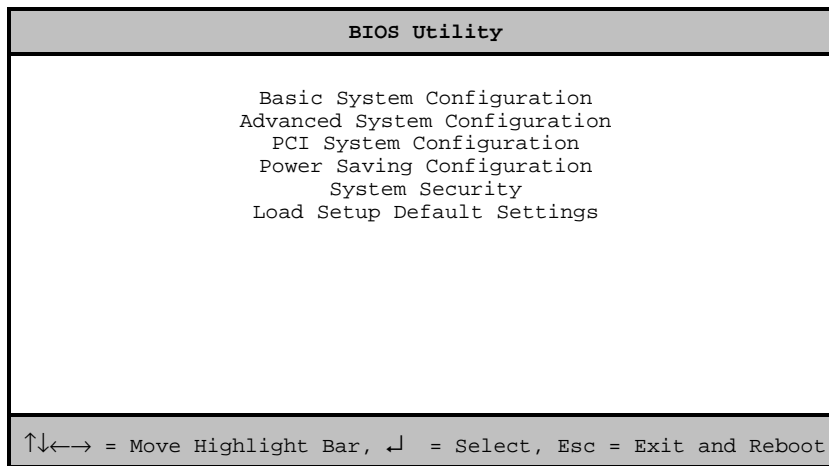 BIOS Utility
Basic System Configuration
Advanced System Configuration
PCI System Configuration
Power Saving Configuration
System Security
Load Setup Default Settings
↑↓←→ = Move Highlight Bar, ↵ = Select, Esc = Exit and Reboot